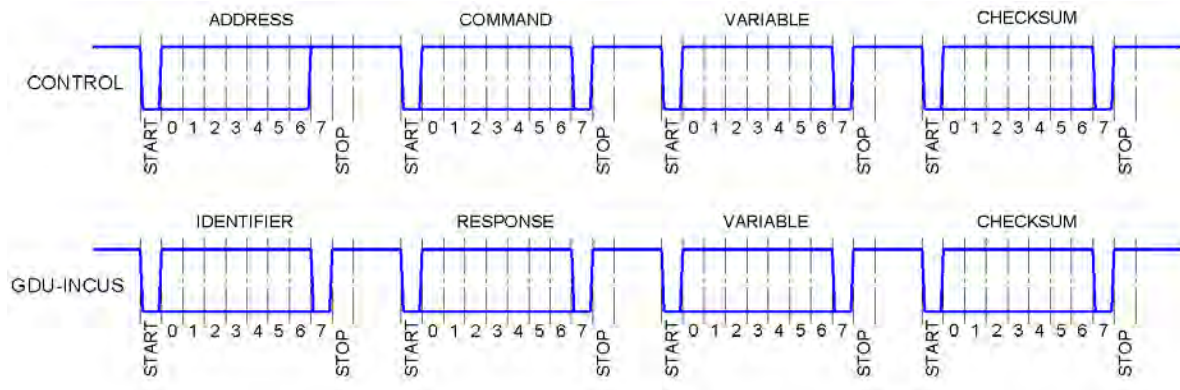 ADDRESS COMMAND VARIABLE CHECKSUM
CONTROL
START 0 1 2 3 4 5 6 7 STOP START 0 1 2 3 4 5 6 7 STOP START 0 1 2 3 4 5 6 7 STOP START 0 1 2 3 4 5 6 7 STOP
IDENTIFIER RESPONSE VARIABLE CHECKSUM
GDU-INCUS
START 0 1 2 3 4 5 6 7 STOP START 0 1 2 3 4 5 6 7 STOP START 0 1 2 3 4 5 6 7 STOP START 0 1 2 3 4 5 6 7 STOP